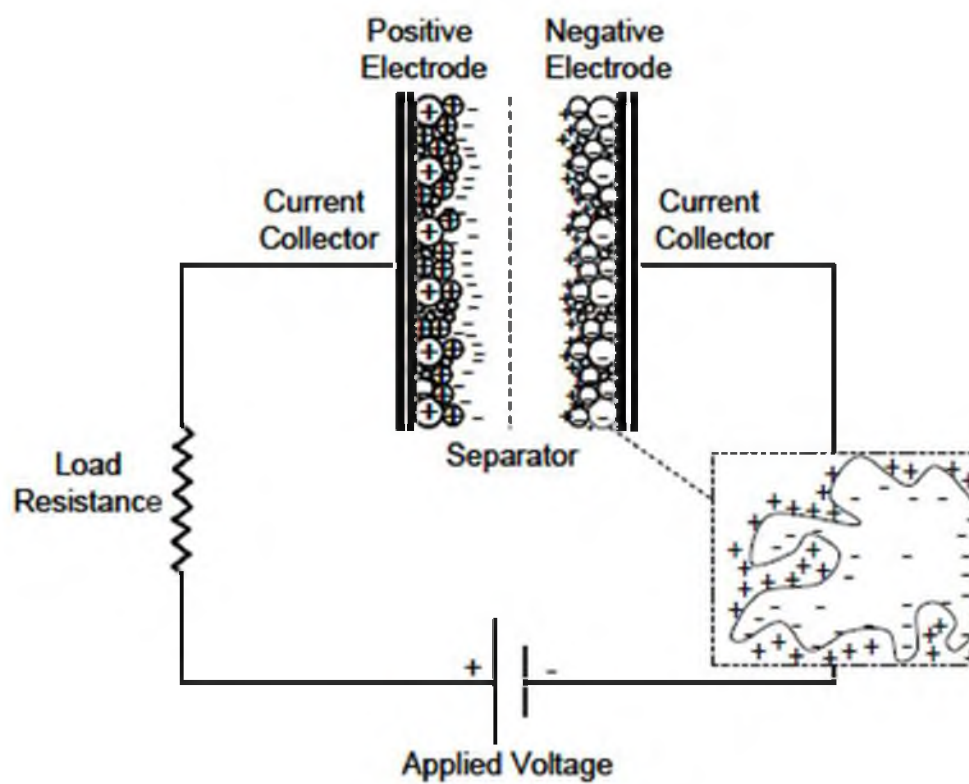 Positive
Electrode
Negative
Electrode
Current
Collector
Current
Collector
Separator
Load
Resistance
+ -
Applied Voltage